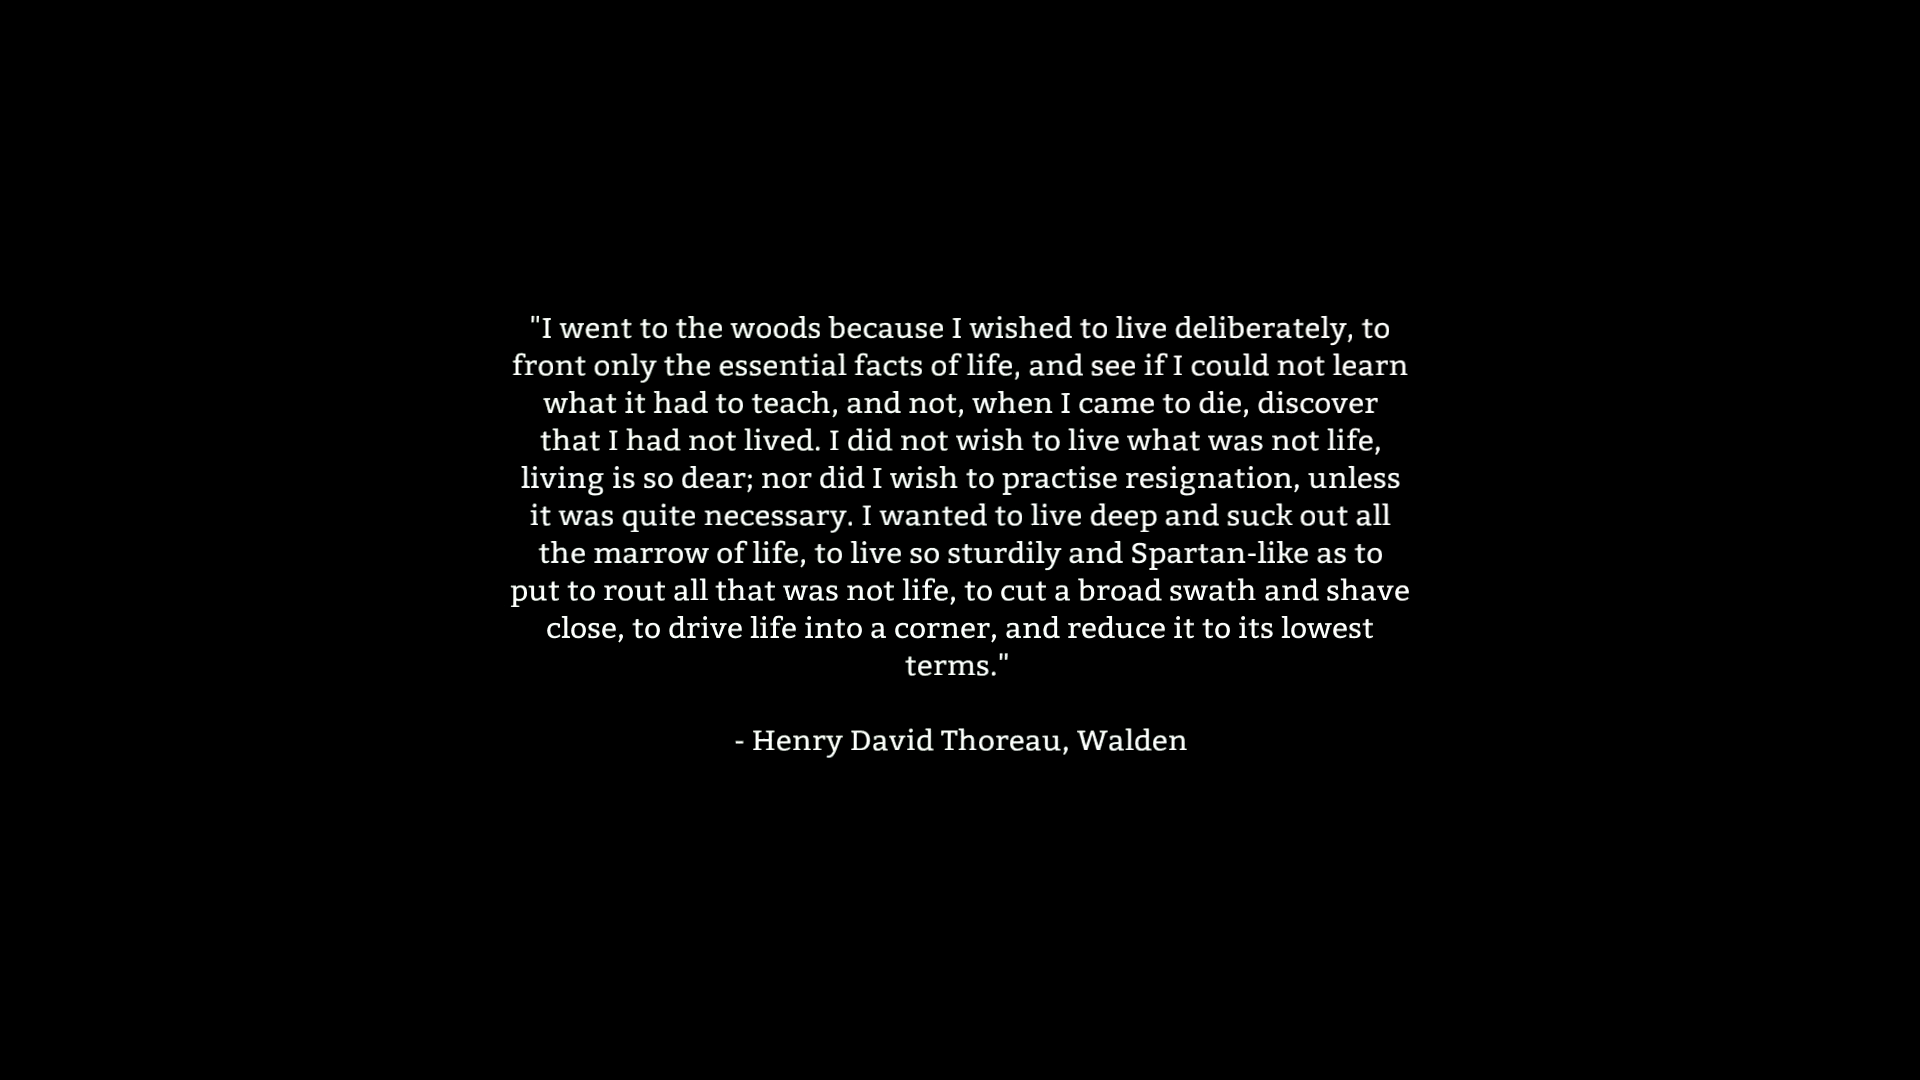 "I went to the woods because I wished to live deliberately, to
front only the essential facts of life, and see if I could not learn
what it had to teach, and not, when I came to die, discover
that I had not lived. I did not wish to live what was not life,
living is so dear; nor did I wish to practise resignation, unless
it was quite necessary. I wanted to live deep and suck out all
the marrow of life, to live so sturdily and Spartan-like as to
put to rout all that was not life, to cut a broad swath and shave
close, to drive life into a corner, and reduce it to its lowest
terms."
- Henry David Thoreau, Walden